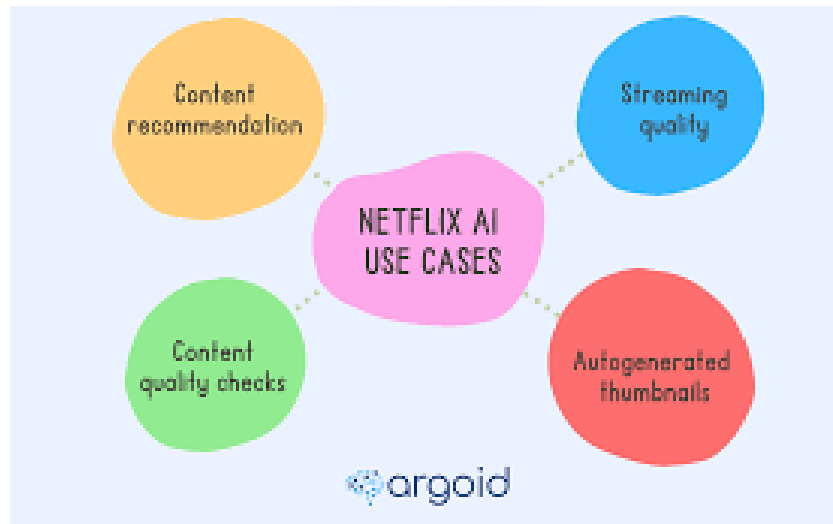 Content
recommendation
Streaming
quality
NETFLIX AI
USE CASES
Content
quality checks
Autogenerated
thumbnails
argoid